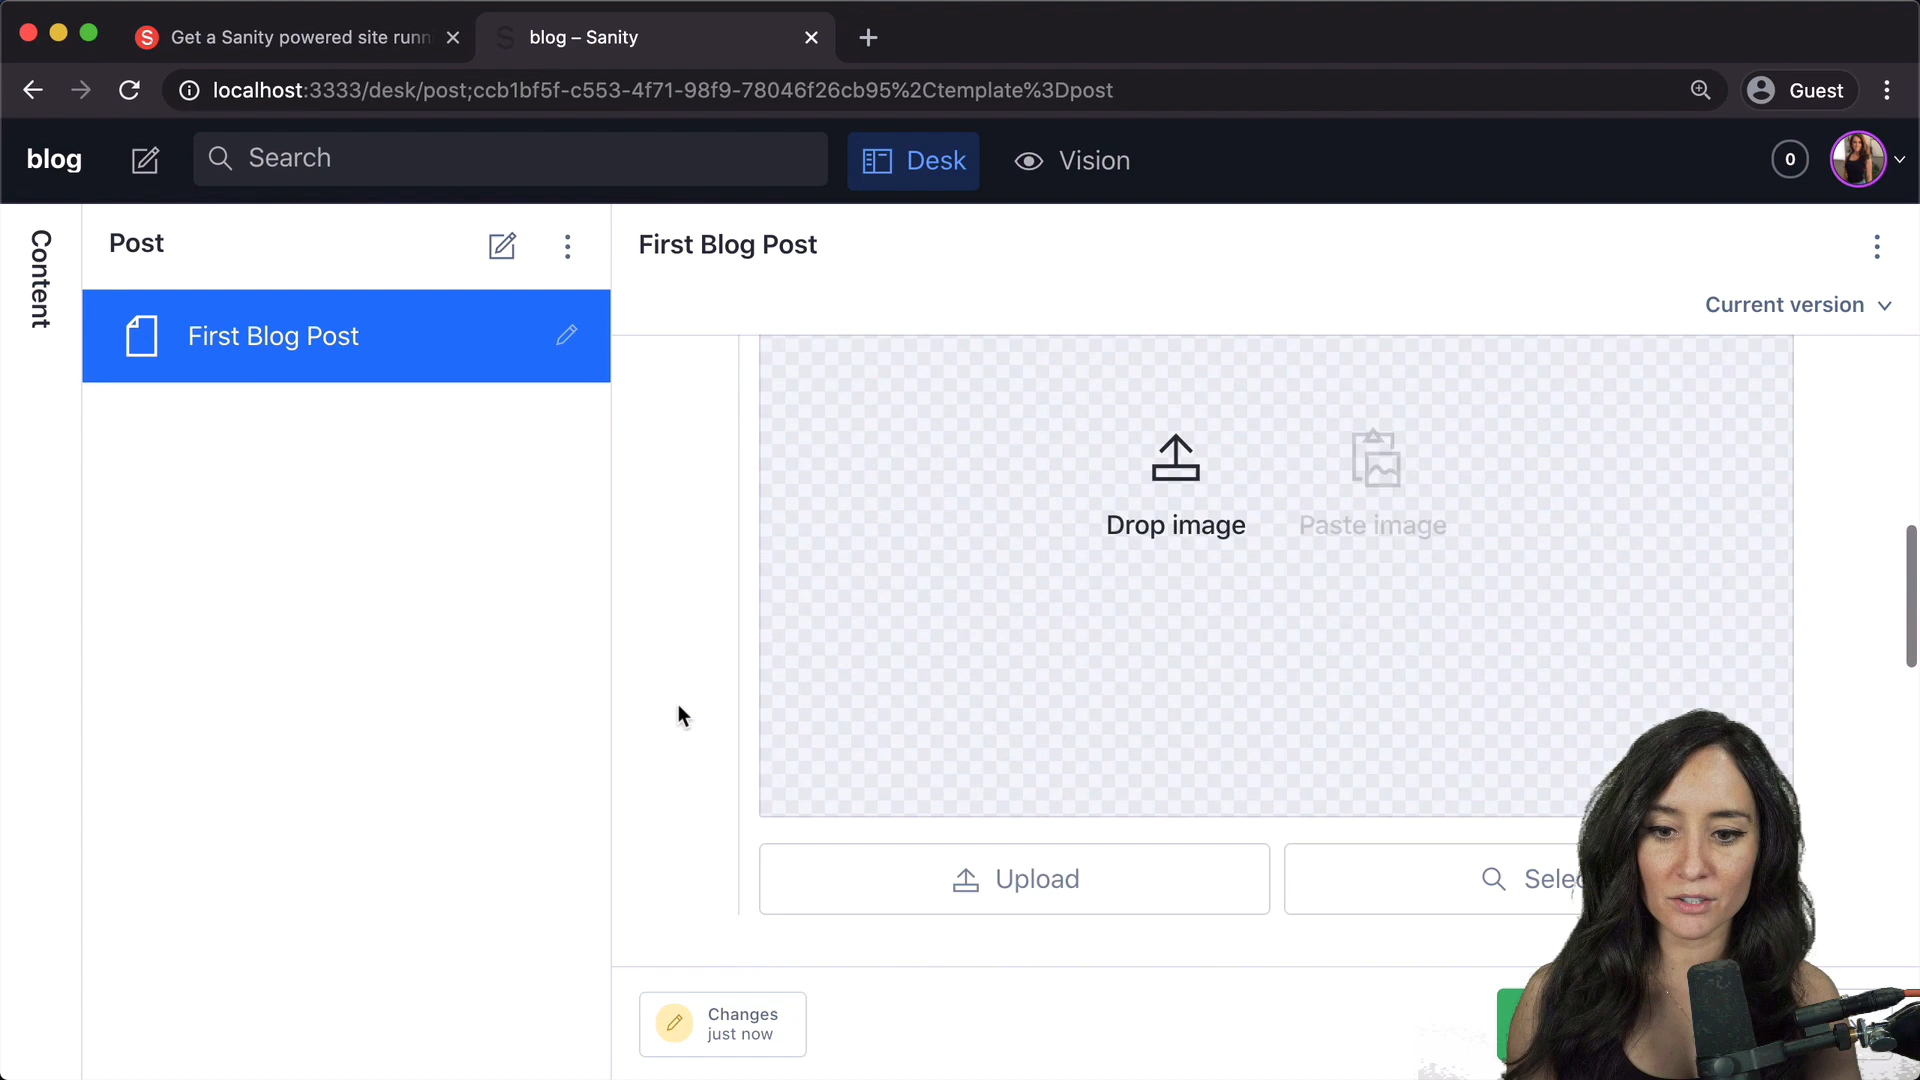 Get a Sanity powered site runn
blog – Sanity
localhost:3333/desk/post;ccb1bf5f-c553-4f71-98f9-78046f26cb95%2Ctemplate%3Dpost
Guest
blog
Search
Desk
Vision
0
Content
Post
First Blog Post
Current version
First Blog Post
Drop image
Paste image
Upload
Selec
Changes
just now